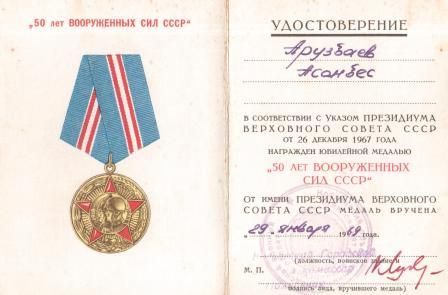 „50 лет ВООРУЖЕННЫХ СИЛ СССР"
УДОСТОВЕРЕНИЕ
Арузбаев
Асанбес
В СООТВЕТСТВИИ С УКАЗОМ ПРЕЗИДИУМА
ВЕРХОВНОГО СОВЕТА СССР
ОТ 26 ДЕКАБРЯ 1967 ГОДА
НАГРАЖДЕН ЮБИЛЕЙНОЙ МЕДАЛЬЮ
„50 ЛЕТ ВООРУЖЕННЫХ
СИЛ СССР"
ОТ ИМЕНИ ПРЕЗИДИУМА ВЕРХОВНОГО
СОВЕТА СССР МЕДАЛЬ ВРУЧЕНА
„29" января 1969 года.
(должность, воинское звание и
М. П.
подпись лица, вручившего медаль)